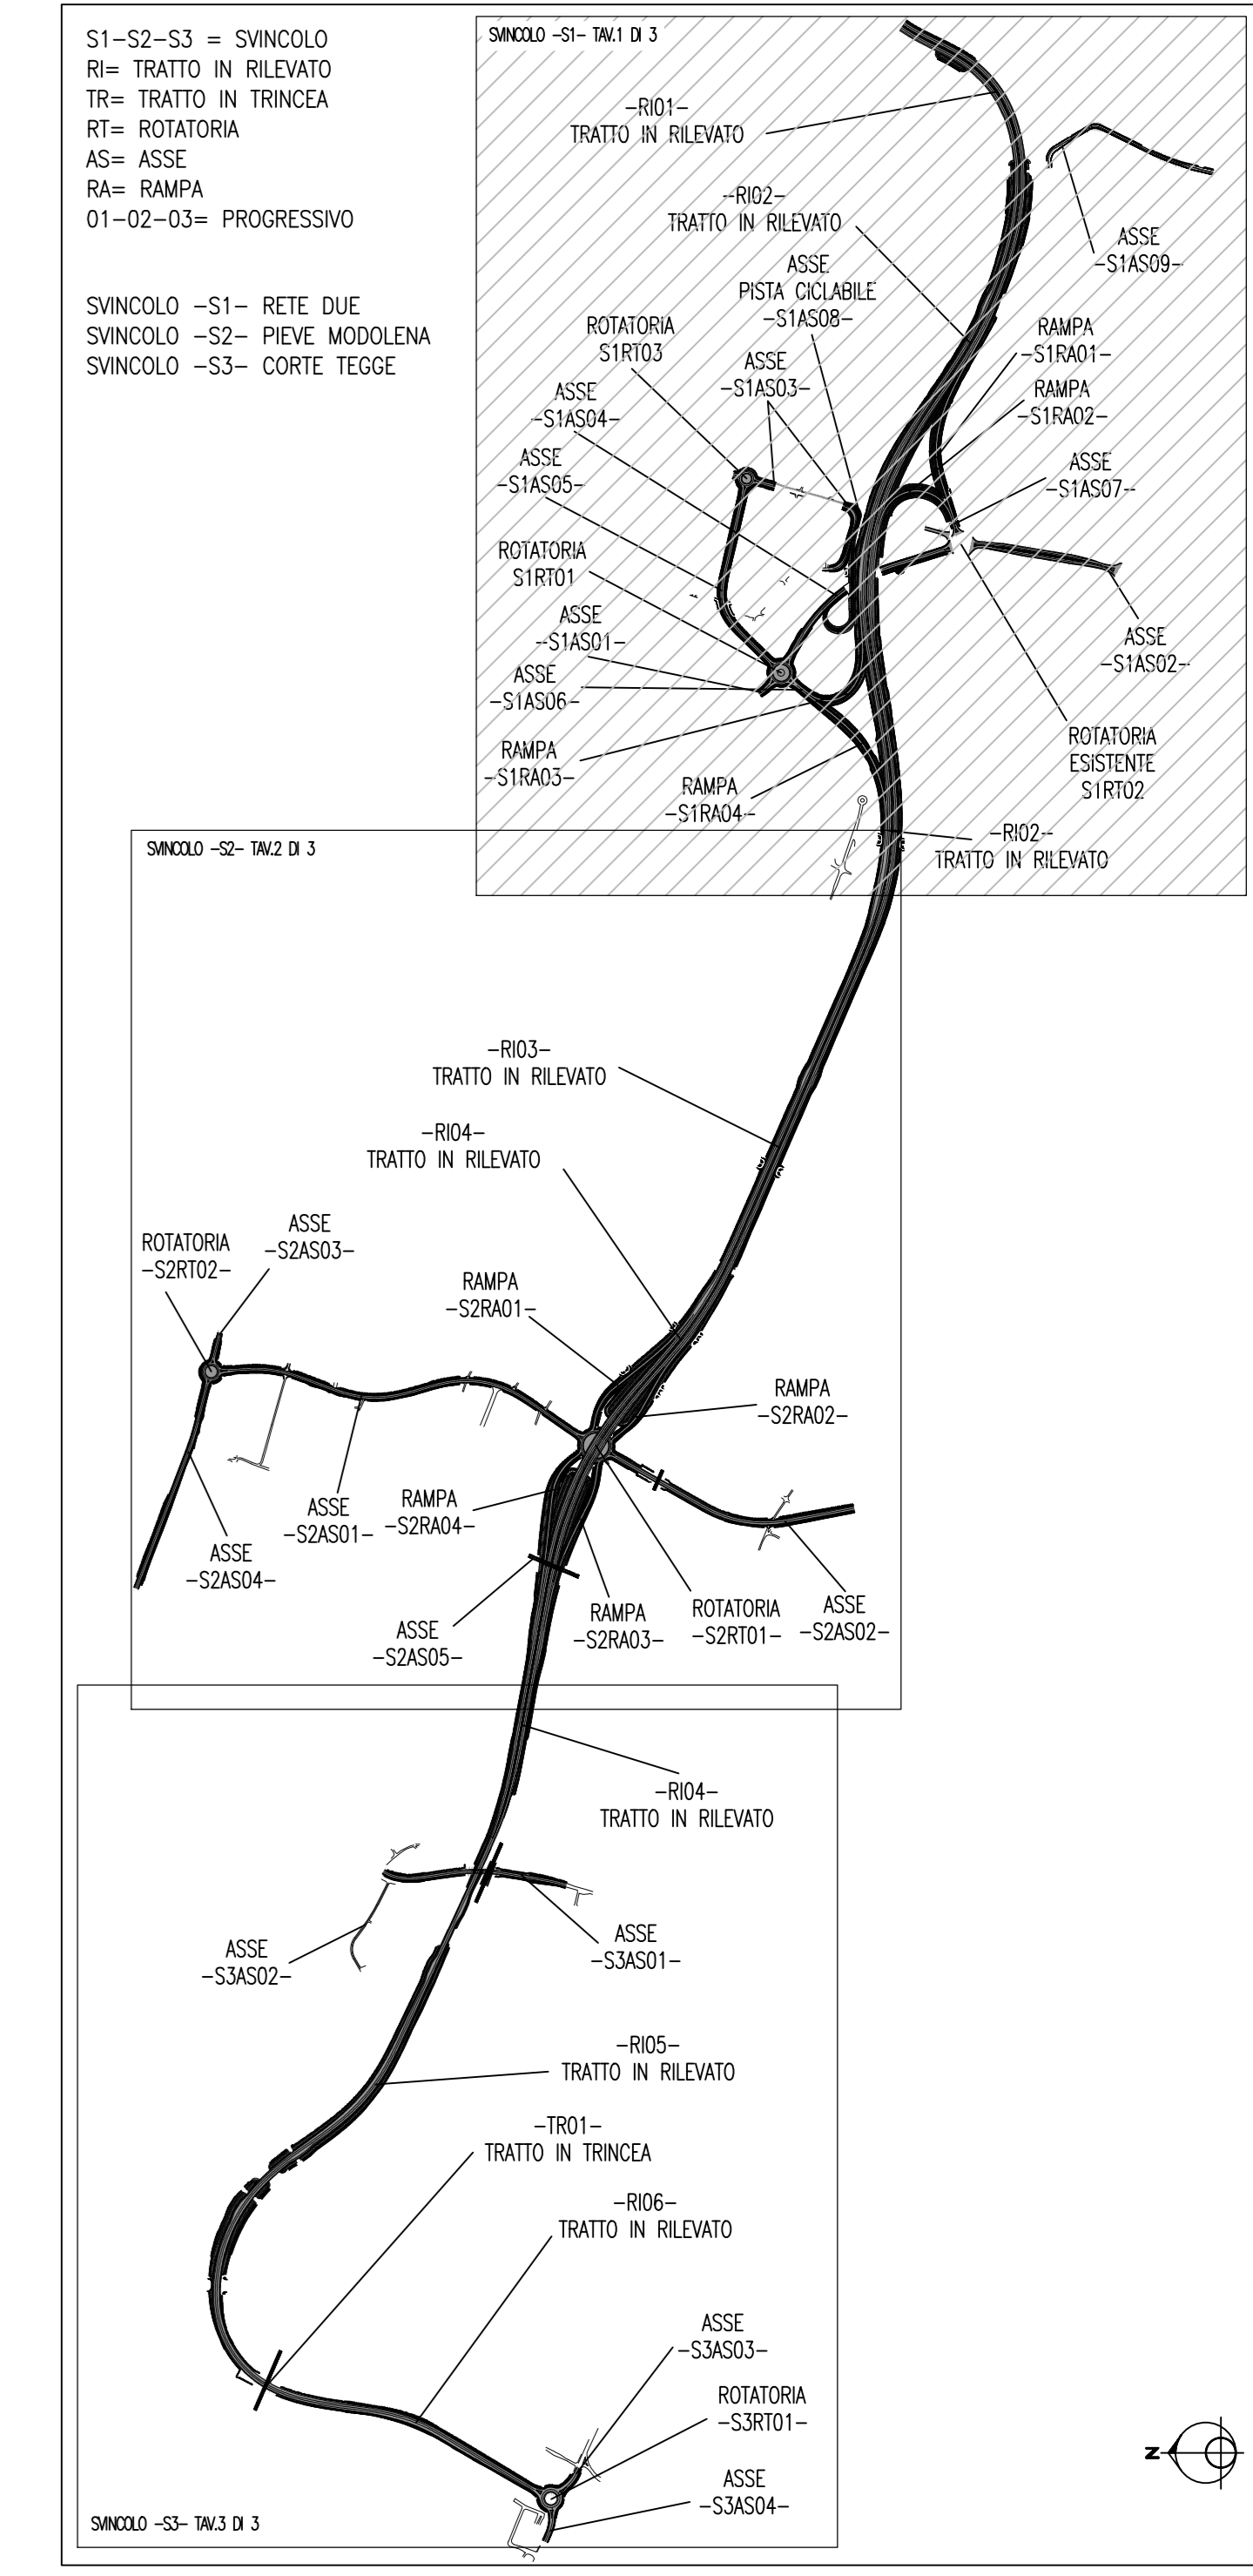 S1-S2-S3 = SVINCOLO
RI= TRATTO IN RILEVATO
TR= TRATTO IN TRINCEA
RT= ROTATORIA
AS= ASSE
RA= RAMPA
01-02-03= PROGRESSIVO
SVINCOLO -S1- RETE DUE
SVINCOLO -S2- PIEVE MODOLENA
SVINCOLO -S3- CORTE TEGGE
SVINCOLO -S1- TAV.1 DI 3
-RI01-
TRATTO IN RILEVATO
-RI02-
TRATTO IN RILEVATO
ASSE
-S1AS09-
ASSE
PISTA CICLABILE
-S1AS08-
ROTATORIA
S1RT03
ASSE
-S1AS03-
RAMPA
-S1RA01-
RAMPA
-S1RA02-
ASSE
-S1AS04-
ASSE
-S1AS05-
ASSE
-S1AS07-
ROTATORIA
S1RT01
ASSE
-S1AS01-
ASSE
-S1AS06-
ASSE
-S1AS02-
RAMPA
-S1RA03-
RAMPA
-S1RA04-
ROTATORIA
ESISTENTE
S1RT02
-RI02-
TRATTO IN RILEVATO
SVINCOLO -S2- TAV.2 DI 3
-RI03-
TRATTO IN RILEVATO
-RI04-
TRATTO IN RILEVATO
ROTATORIA
-S2RT02-
ASSE
-S2AS03-
RAMPA
-S2RA01-
RAMPA
-S2RA02-
ASSE
-S2AS01-
RAMPA
-S2RA04-
ASSE
-S2AS04-
ASSE
-S2AS05-
RAMPA
-S2RA03-
ROTATORIA
-S2RT01-
ASSE
-S2AS02-
-RI04-
TRATTO IN RILEVATO
ASSE
-S3AS02-
ASSE
-S3AS01-
-RI05-
TRATTO IN RILEVATO
-TR01-
TRATTO IN TRINCEA
-RI06-
TRATTO IN RILEVATO
ASSE
-S3AS03-
ROTATORIA
-S3RT01-
ASSE
-S3AS04-
N
SVINCOLO -S3- TAV.3 DI 3